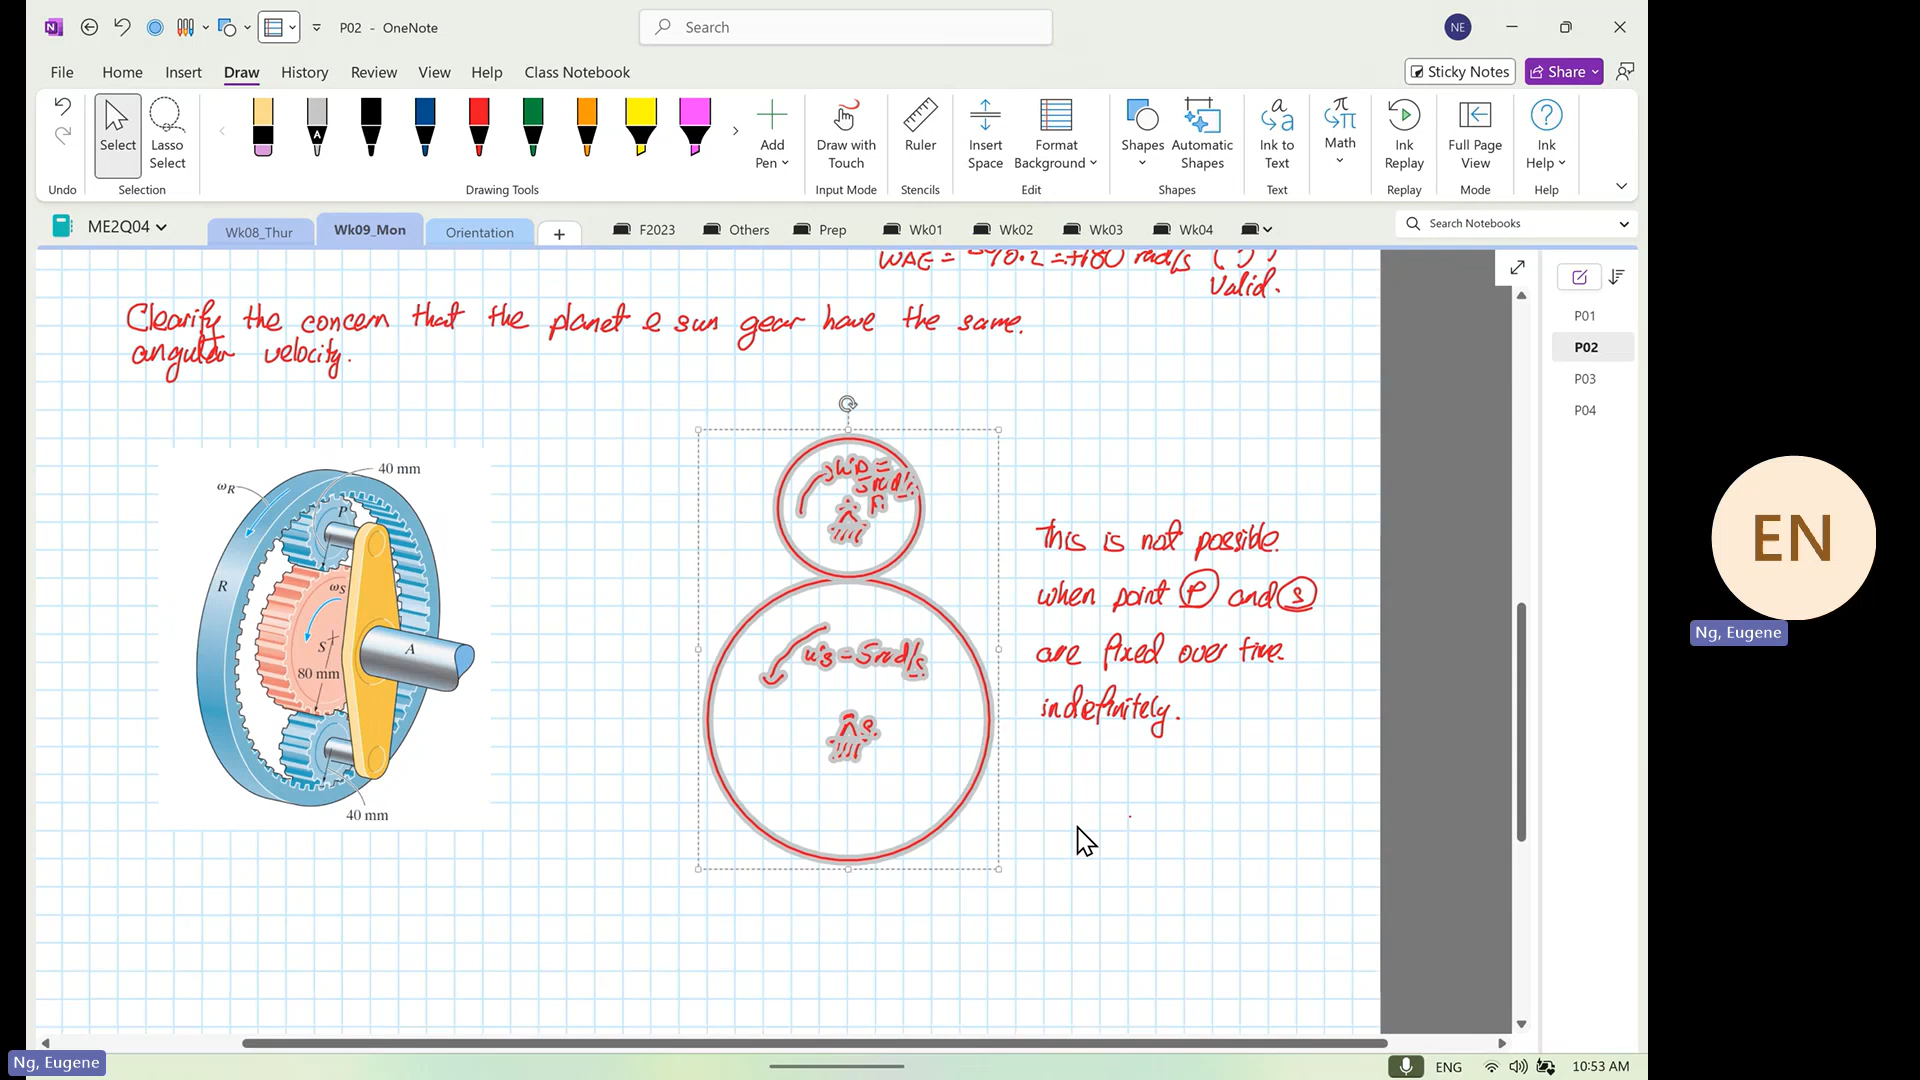 P02 - OneNote
Search
NE
File Home Insert Draw History Review View Help Class Notebook
Sticky Notes
Share
Undo
Select
Lasso Select
Selection
Drawing Tools
Add Pen
Draw with Touch
Input Mode
Ruler
Stencils
Insert Space
Format Background
Edit
Shapes
Automatic Shapes
Shapes
Ink to Text
Text
Math
Ink Replay
Replay
Full Page View
Mode
Ink Help
Help
ME2Q04
Wk08_Thur
Wk09_Mon
Orientation
F2023
Others
Prep
Wk01
Wk02
Wk03
Wk04
Search Notebooks
P01
P02
P03
P04
rad/s
Valid.
Clearify the concern that the planet & sun gear have the same.
angular velocity.
40 mm
ωR
P
R
ωS
S
A
80 mm
40 mm
5rad/s
5rad/s
This is not possible.
when point P and S
are fixed over time
indefinitely.
EN
Ng, Eugene
Ng, Eugene
ENG
10:53 AM